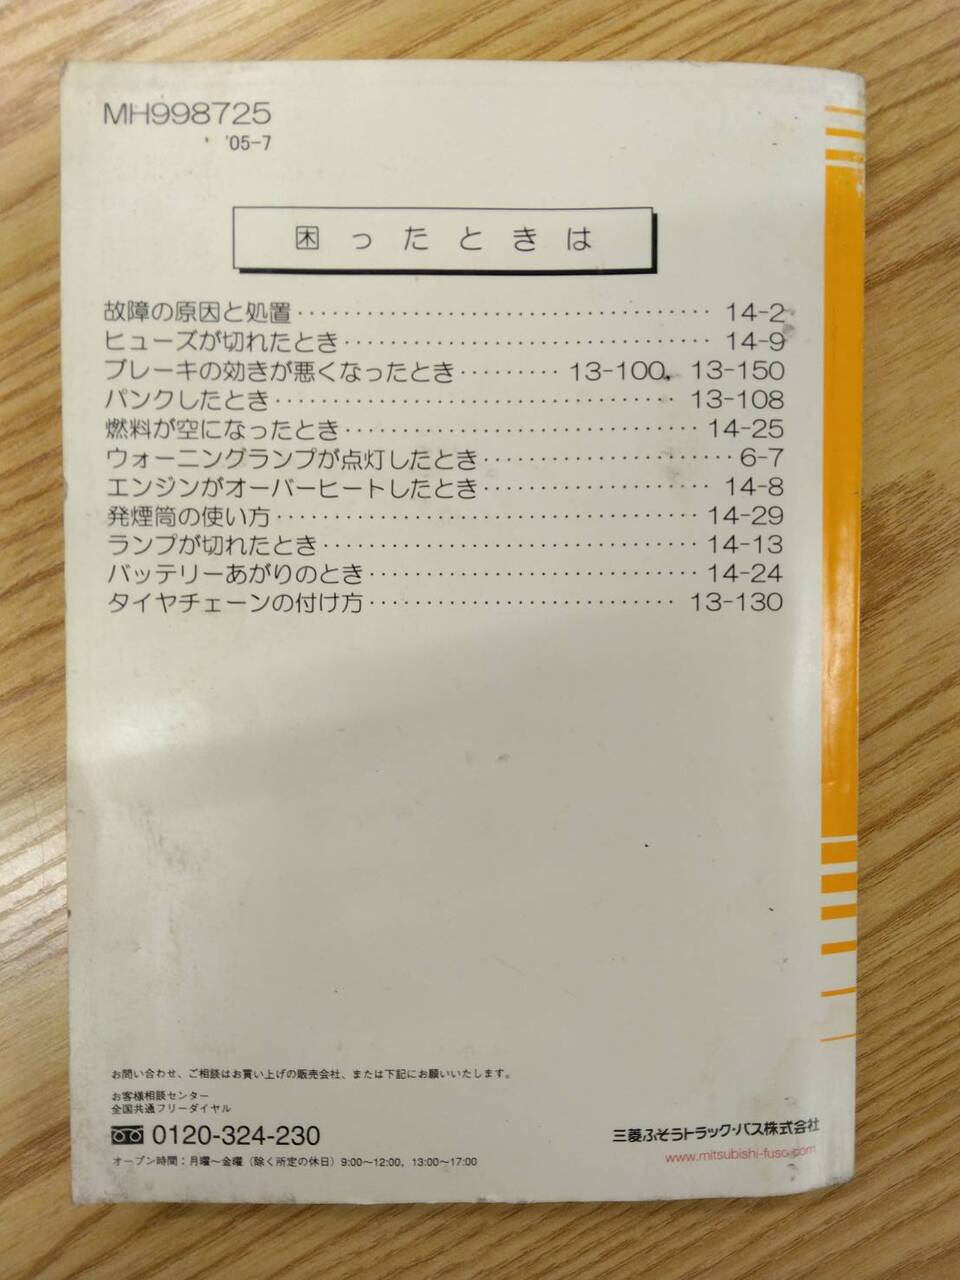 MH998725
'05-7
困ったときは
故障の原因と処置 14-2
ヒューズが切れたとき 14-9
ブレーキの効きが悪くなったとき 13-100, 13-150
パンクしたとき 13-108
燃料が空になったとき 14-25
ウォーニングランプが点灯したとき 6-7
エンジンがオーバーヒートしたとき 14-8
発煙筒の使い方 14-29
ランプが切れたとき 14-13
バッテリーあがりのとき 14-24
タイヤチェーンの付け方 13-130
お問い合わせ、ご相談はお買い上げの販売会社、または下記にお願いいたします。
お客様相談センター
全国共通フリーダイヤル
0120-324-230
オープン時間:月曜~金曜(除く所定の休日)9:00~12:00, 13:00~17:00
三菱ふそうトラック・バス株式会社
www.mitsubishi-fuso.com